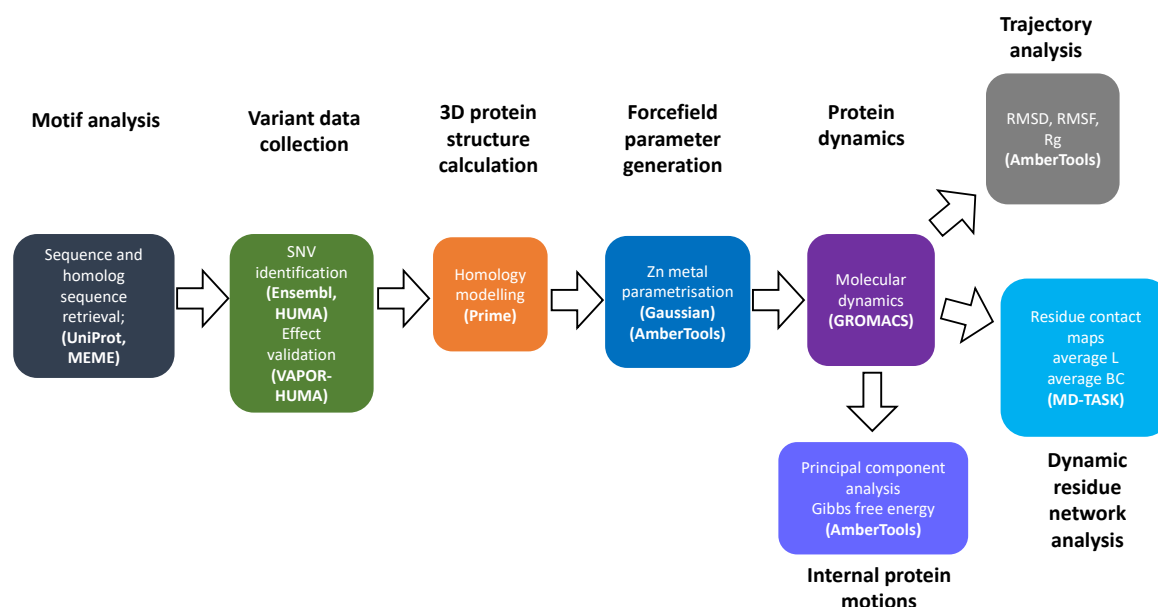 Motif analysis
Sequence and
homolog
sequence
retrieval;
(UniProt,
MEME)
Variant data
collection
SNV
identification
(Ensembl,
HUMA)
Effect
validation
(VAPOR-
HUMA)
3D protein
structure
calculation
Homology
modelling
(Prime)
Forcefield
parameter
generation
Zn metal
parametrisation
(Gaussian)
(AmberTools)
Protein
dynamics
Molecular
dynamics
(GROMACS)
Trajectory
analysis
RMSD, RMSF,
Rg
(AmberTools)
Residue contact
maps
average L
average BC
(MD-TASK)
Dynamic
residue
network
analysis
Principal component
analysis
Gibbs free energy
(AmberTools)
Internal protein
motions